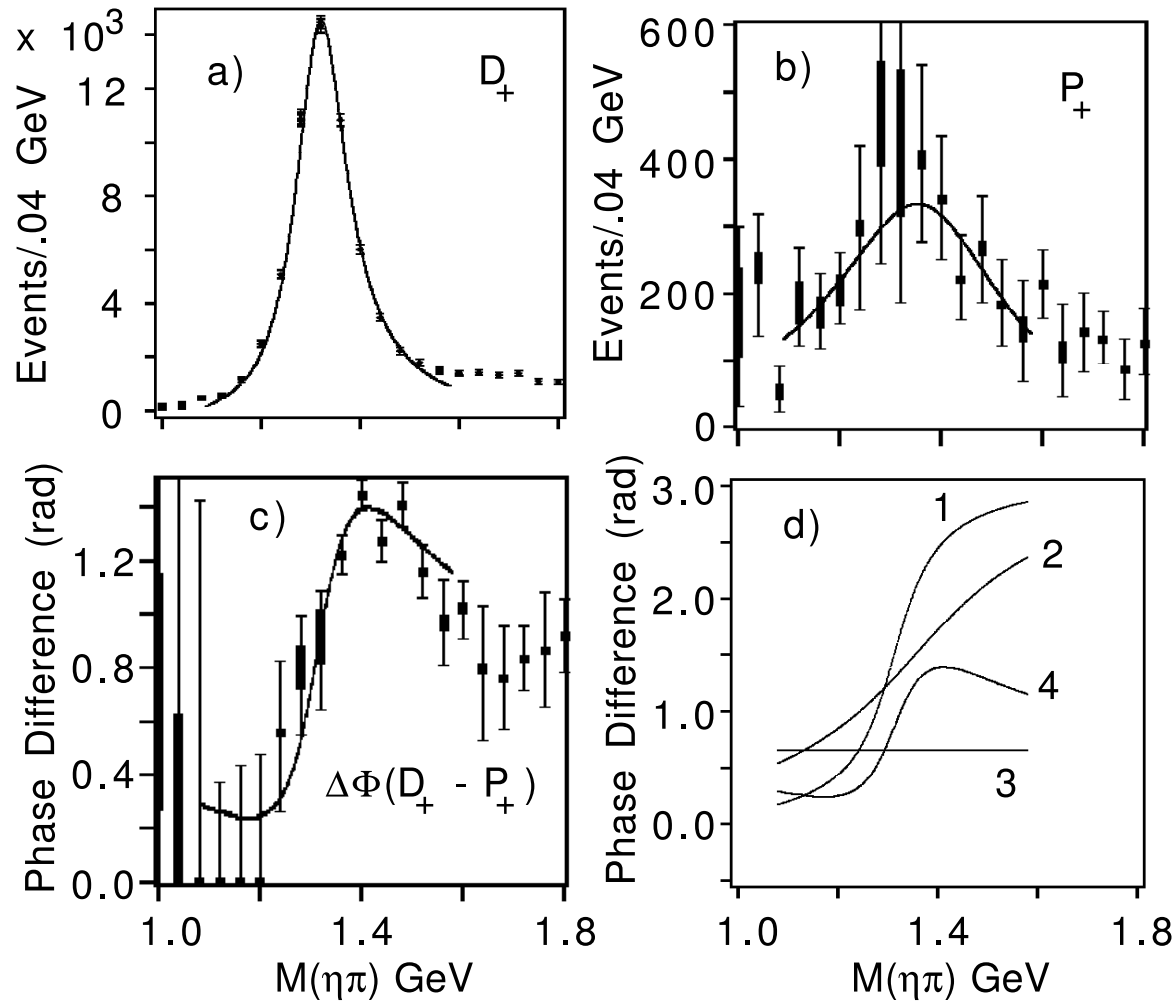 x 10³
12
8
4
0
Events/.04 GeV
a)
D₊
600
400
200
0
Events/.04 GeV
b)
P₊
1.2
0.8
0.4
0.0
Phase Difference (rad)
c)
ΔΦ(D₊ - P₊)
1.0
1.4
1.8
M(ηπ) GeV
3.0
2.0
1.0
0.0
Phase Difference (rad)
d)
1
2
4
3
1.0
1.4
1.8
M(ηπ) GeV